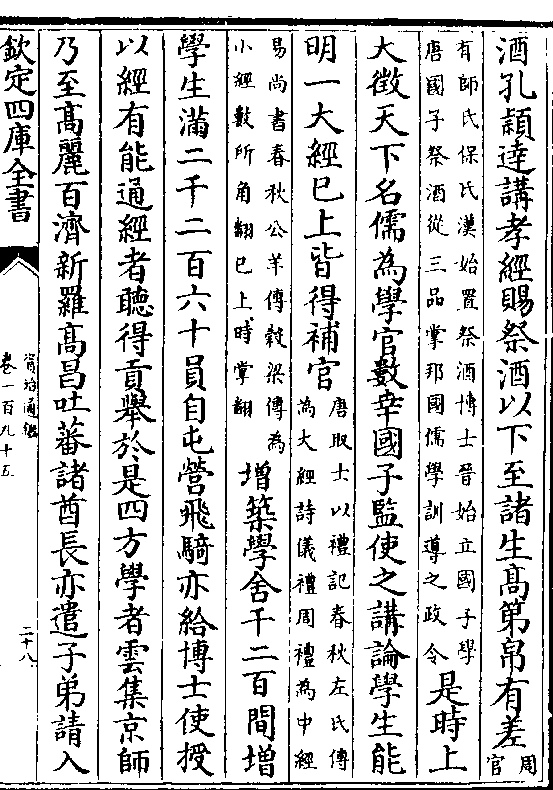 酒孔穎逹講孝經賜祭酒以下至諸生髙第帛有差周官
有師氏保氏漢始置祭酒博士晉始立國子學
唐國子祭酒從三品掌邦國儒學訓導之政令
是時上
大徵天下名儒為學官數幸國子監使之講論學生能
明一大經已上皆得補官
唐取士以禮記春秋左氏傳
為大經詩儀禮周禮為中經
易尚書春秋公羊傳穀梁傳為
小經數所角翻已上時掌翻
增築學舍千二百間增
學生滿二千二百六十員自屯營飛騎亦給博士使授
以經有能通經者聽得貢舉於是四方學者雲集京師
乃至髙麗百濟新羅髙昌吐蕃諸酋長亦遣子弟請入
欽定四庫全書
資治通鑑
卷一百九十五
二十八